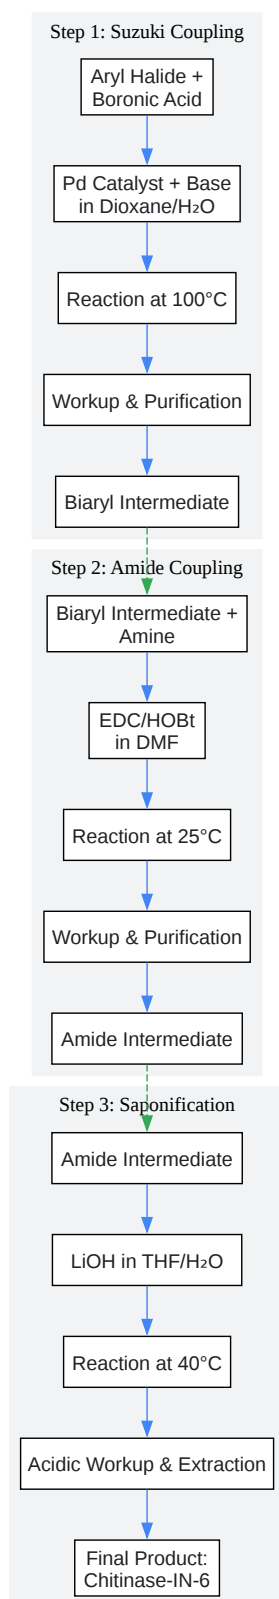 Step 1: Suzuki Coupling
Aryl Halide +
Boronic Acid
Pd Catalyst + Base
in Dioxane/H₂O
Reaction at 100°C
Workup & Purification
Biaryl Intermediate
Step 2: Amide Coupling
Biaryl Intermediate +
Amine
EDC/HOBt
in DMF
Reaction at 25°C
Workup & Purification
Amide Intermediate
Step 3: Saponification
Amide Intermediate
LiOH in THF/H₂O
Reaction at 40°C
Acidic Workup & Extraction
Final Product:
Chitinase-IN-6